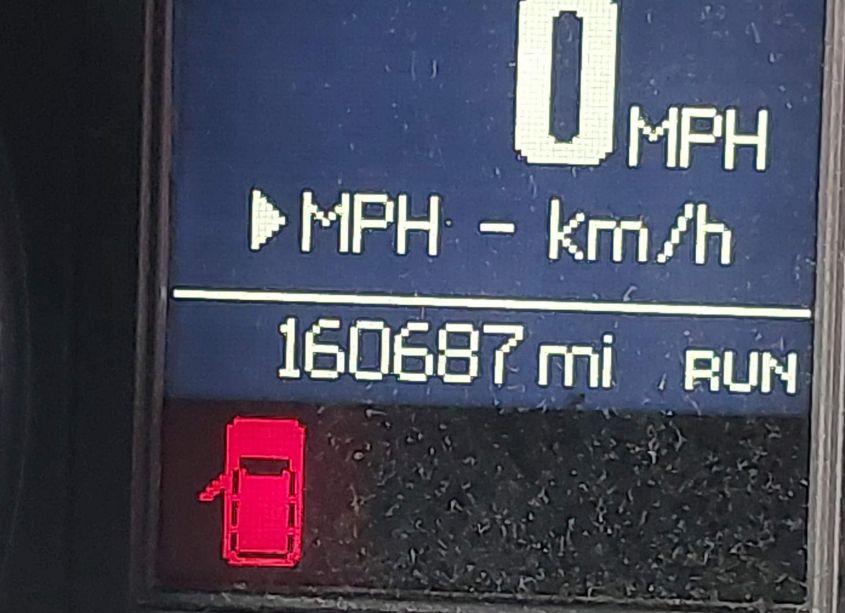 0 MPH
▶MPH - km/h
160687 mi RUN